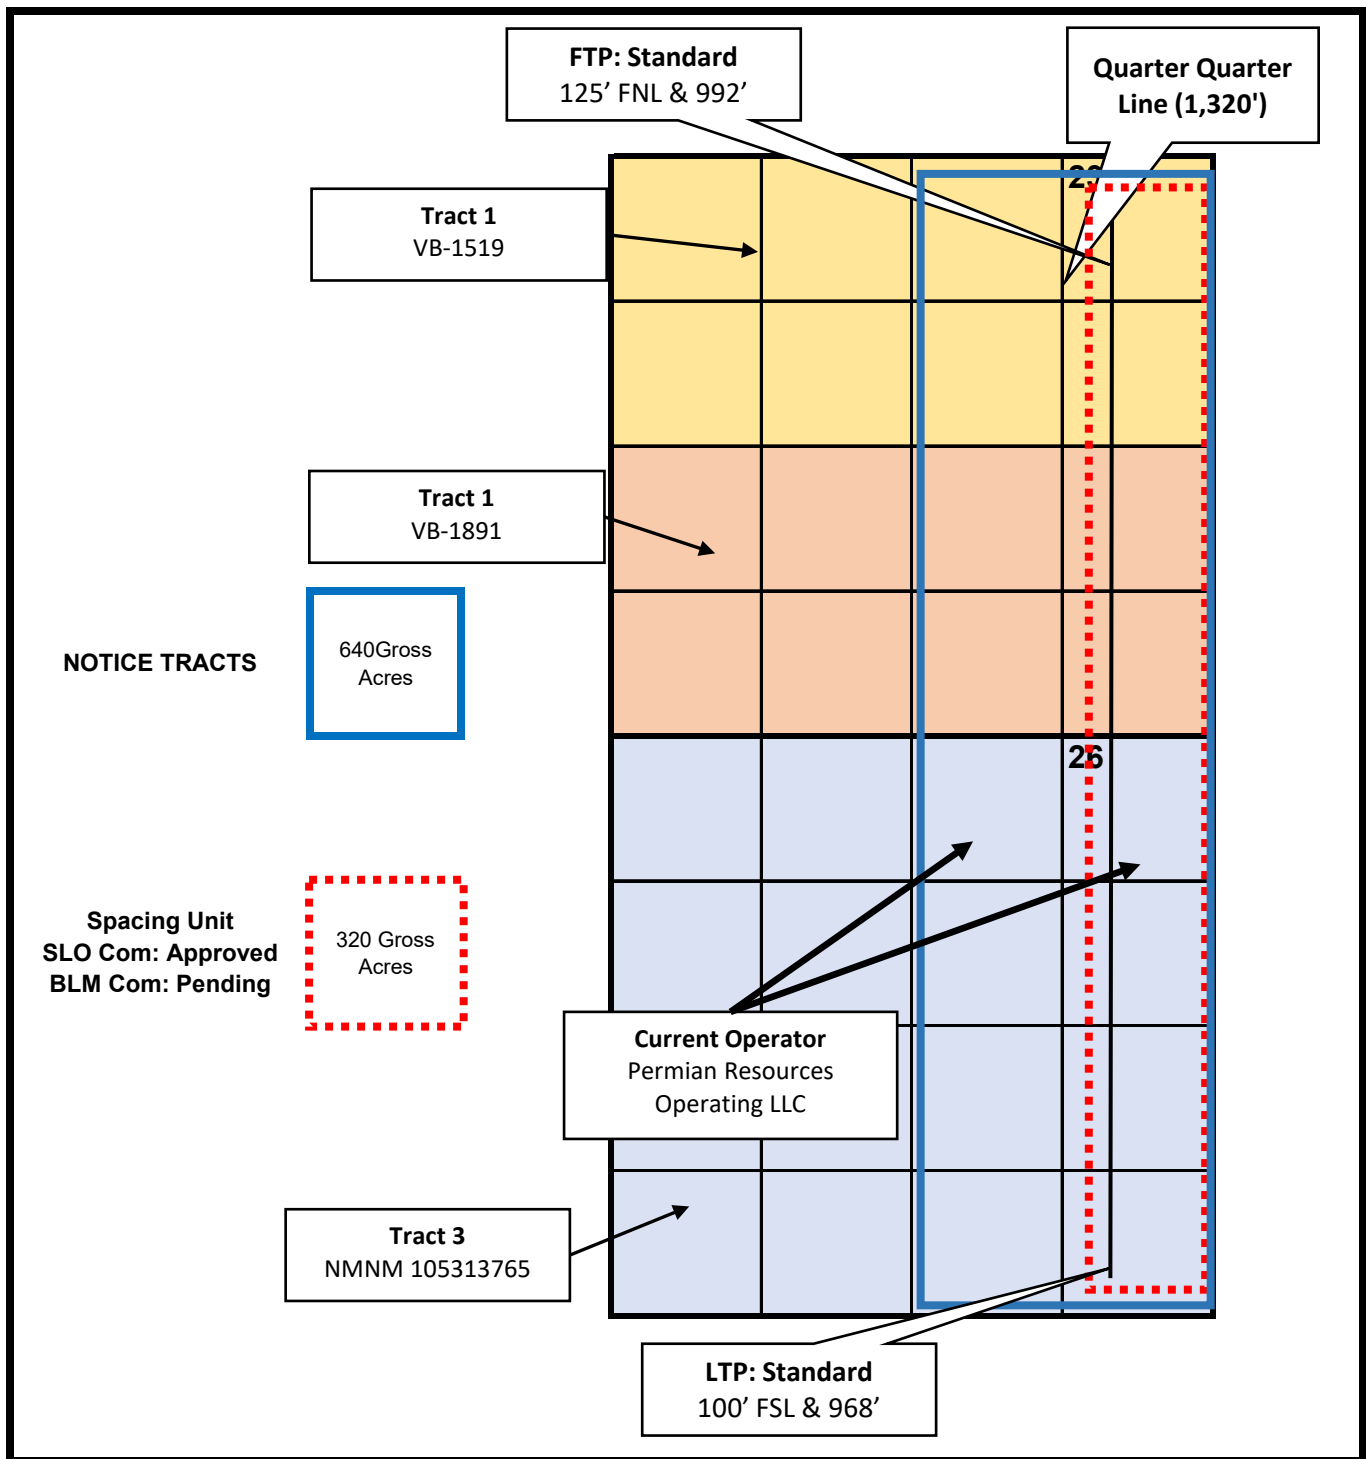 FTP: Standard
125’ FNL & 992’
Quarter Quarter
Line (1,320')
Tract 1
VB-1519
Tract 1
VB-1891
NOTICE TRACTS
640Gross
Acres
26
Spacing Unit
SLO Com: Approved
BLM Com: Pending
320 Gross
Acres
Current Operator
Permian Resources
Operating LLC
Tract 3
NMNM 105313765
LTP: Standard
100’ FSL & 968’